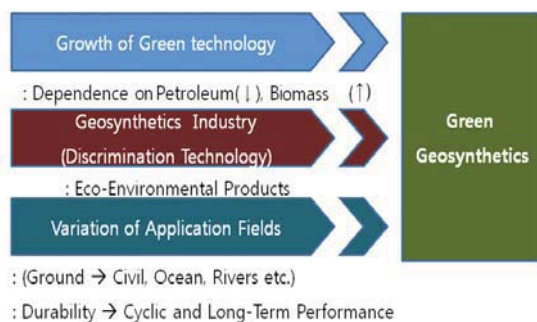 Growth of Green technology
: Dependence on Petroleum(↓), Biomass (↑)
Geosynthetics Industry
(Discrimination Technology)
: Eco-Environmental Products
Variation of Application Fields
: (Ground → Civil, Ocean, Rivers etc.)
: Durability → Cyclic and Long-Term Performance
Green
Geosynthetics